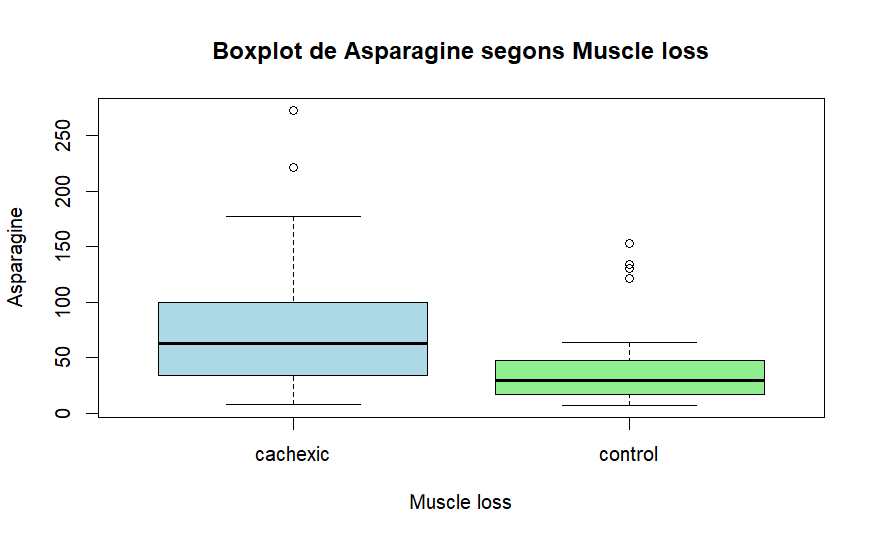 Boxplot de Asparagine segons Muscle loss
Asparagine
250
200
150
100
50
0
cachexic control
Muscle loss